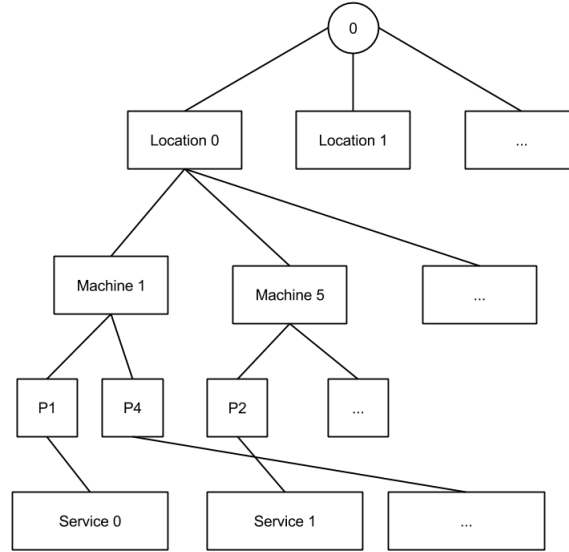 0
Location 0
Location 1
...
Machine 1
Machine 5
...
P1
P4
P2
...
Service 0
Service 1
...